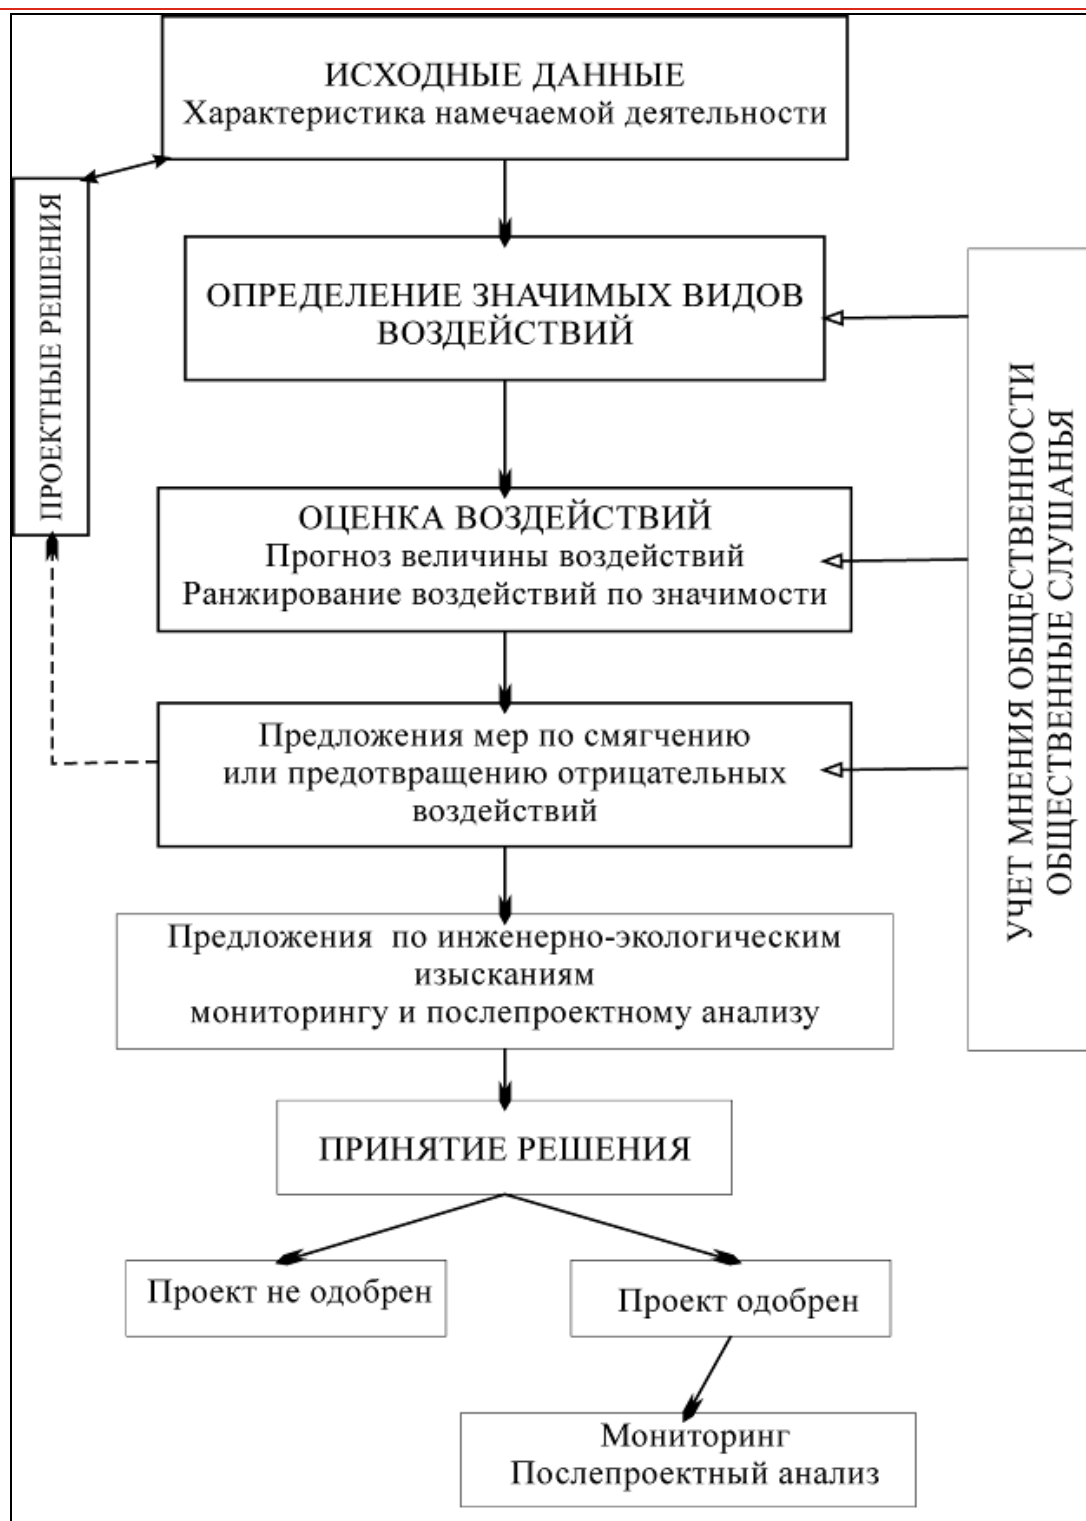 ИСХОДНЫЕ ДАННЫЕ
Характеристика намечаемой деятельности
ПРОЕКТНЫЕ РЕШЕНИЯ
ОПРЕДЕЛЕНИЕ ЗНАЧИМЫХ ВИДОВ
ВОЗДЕЙСТВИЙ
УЧЕТ МНЕНИЯ ОБЩЕСТВЕННОСТИ
ОБЩЕСТВЕННЫЕ СЛУШАНЬЯ
ОЦЕНКА ВОЗДЕЙСТВИЙ
Прогноз величины воздействий
Ранжирование воздействий по значимости
Предложения мер по смягчению
или предотвращению отрицательных
воздействий
Предложения по инженерно-экологическим
изысканиям
мониторингу и послепроектному анализу
ПРИНЯТИЕ РЕШЕНИЯ
Проект не одобрен
Проект одобрен
Мониторинг
Послепроектный анализ